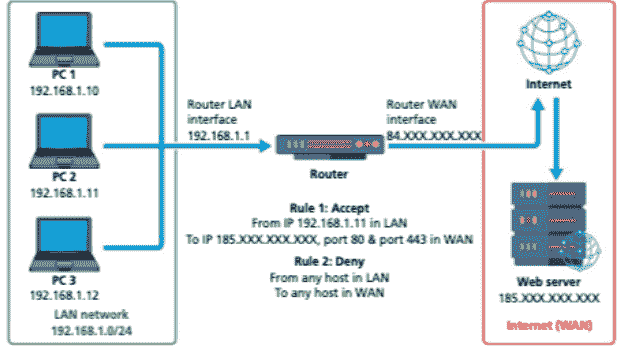 PC 1
192.168.1.10
PC 2
192.168.1.11
PC 3
192.168.1.12
LAN network
192.168.1.0/24
Router LAN
interface
192.168.1.1
Router
Router WAN
interface
84.XXX.XXX.XXX
Rule 1: Accept
From IP 192.168.1.11 in LAN
To IP 185.XXX.XXX.XXX, port 80 & port 443 in WAN
Rule 2: Deny
From any host in LAN
To any host in WAN
Internet
Web server
185.XXX.XXX.XXX
Internet (WAN)